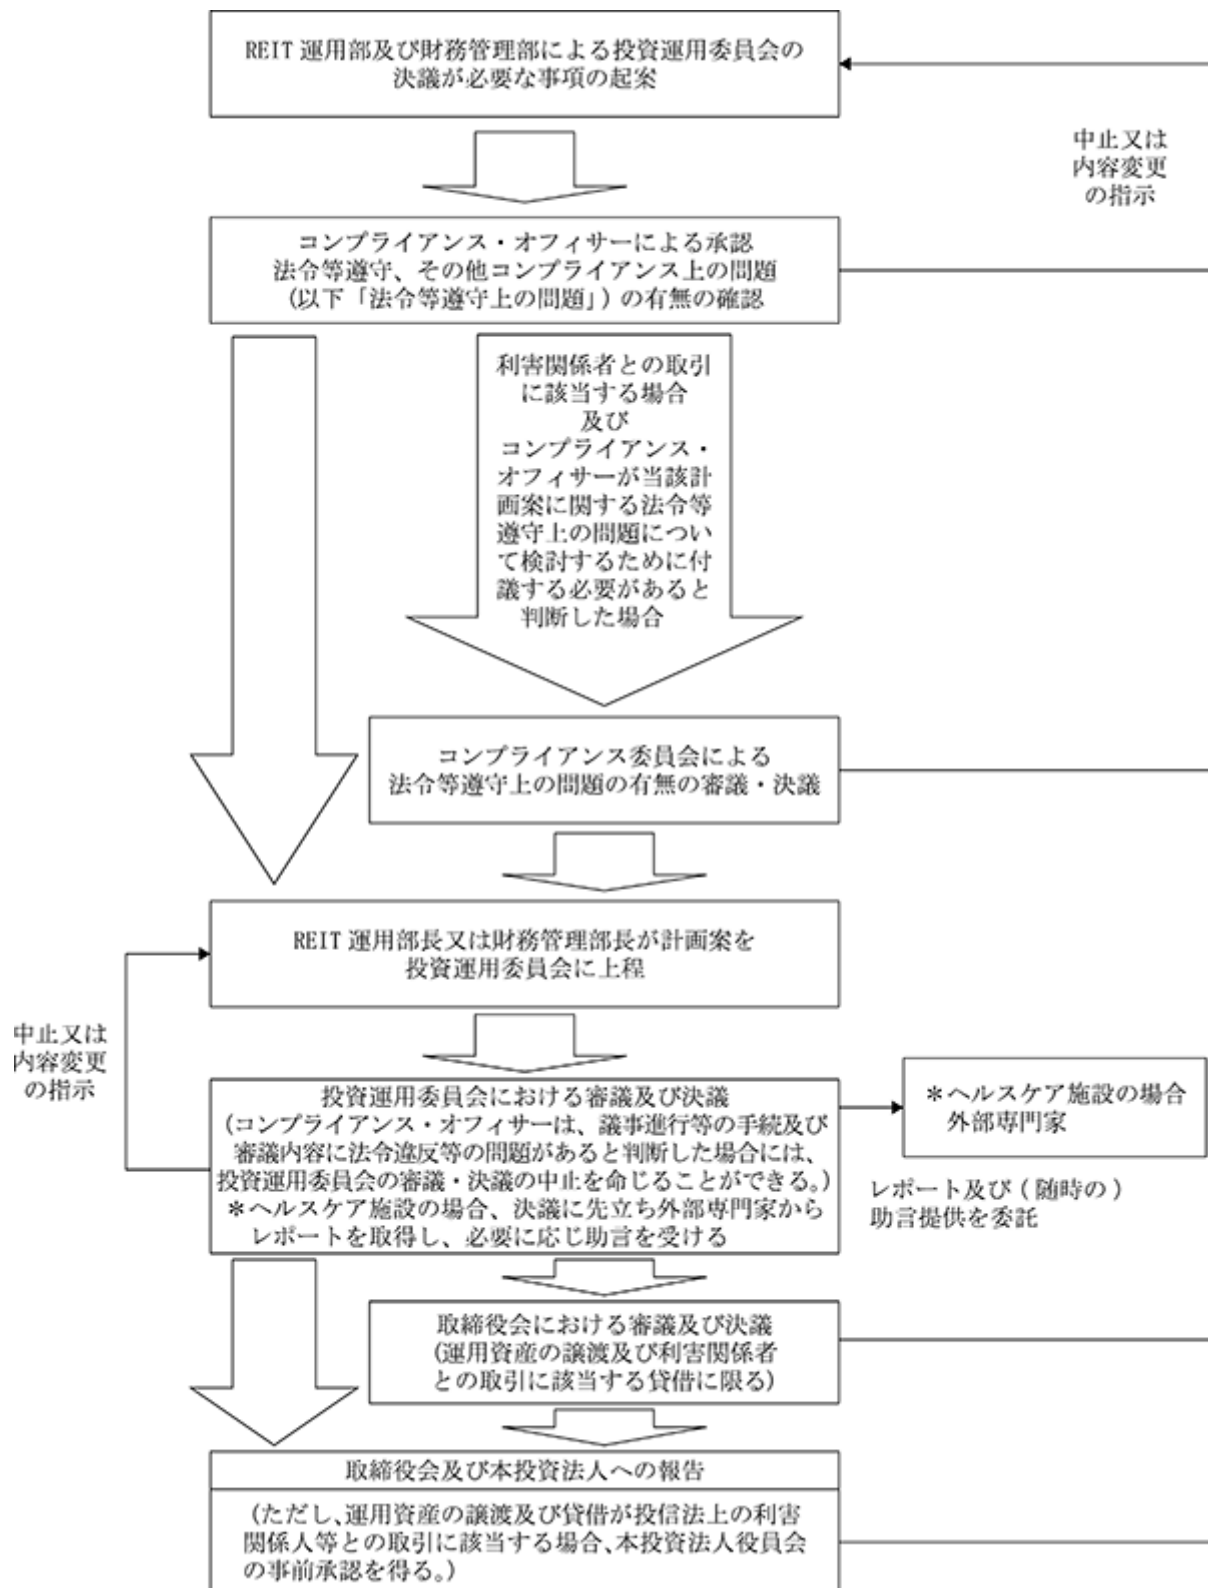 REIT 運用部及び財務管理部による投資運用委員会の
決議が必要な事項の起案
中止又は
内容変更
の指示
コンプライアンス・オフィサーによる承認
法令等遵守、その他コンプライアンス上の問題
(以下「法令等遵守上の問題」)の有無の確認
利害関係者との取引
に該当する場合
及び
コンプライアンス・
オフィサーが当該計
画案に関する法令等
遵守上の問題につい
て検討するために付
議する必要があると
判断した場合
コンプライアンス委員会による
法令等遵守上の問題の有無の審議・決議
REIT 運用部長又は財務管理部長が計画案を
投資運用委員会に上程
中止又は
内容変更
の指示
投資運用委員会における審議及び決議
(コンプライアンス・オフィサーは、議事進行等の手続及び
審議内容に法令違反等の問題があると判断した場合には、
投資運用委員会の審議・決議の中止を命じることができる。)
＊ヘルスケア施設の場合、決議に先立ち外部専門家から
レポートを取得し、必要に応じ助言を受ける
＊ヘルスケア施設の場合
外部専門家
レポート及び(随時の)
助言提供を委託
取締役会における審議及び決議
(運用資産の譲渡及び利害関係者
との取引に該当する貸借に限る)
取締役会及び本投資法人への報告
(ただし、運用資産の譲渡及び貸借が投信法上の利害
関係人等との取引に該当する場合、本投資法人役員会
の事前承認を得る。)